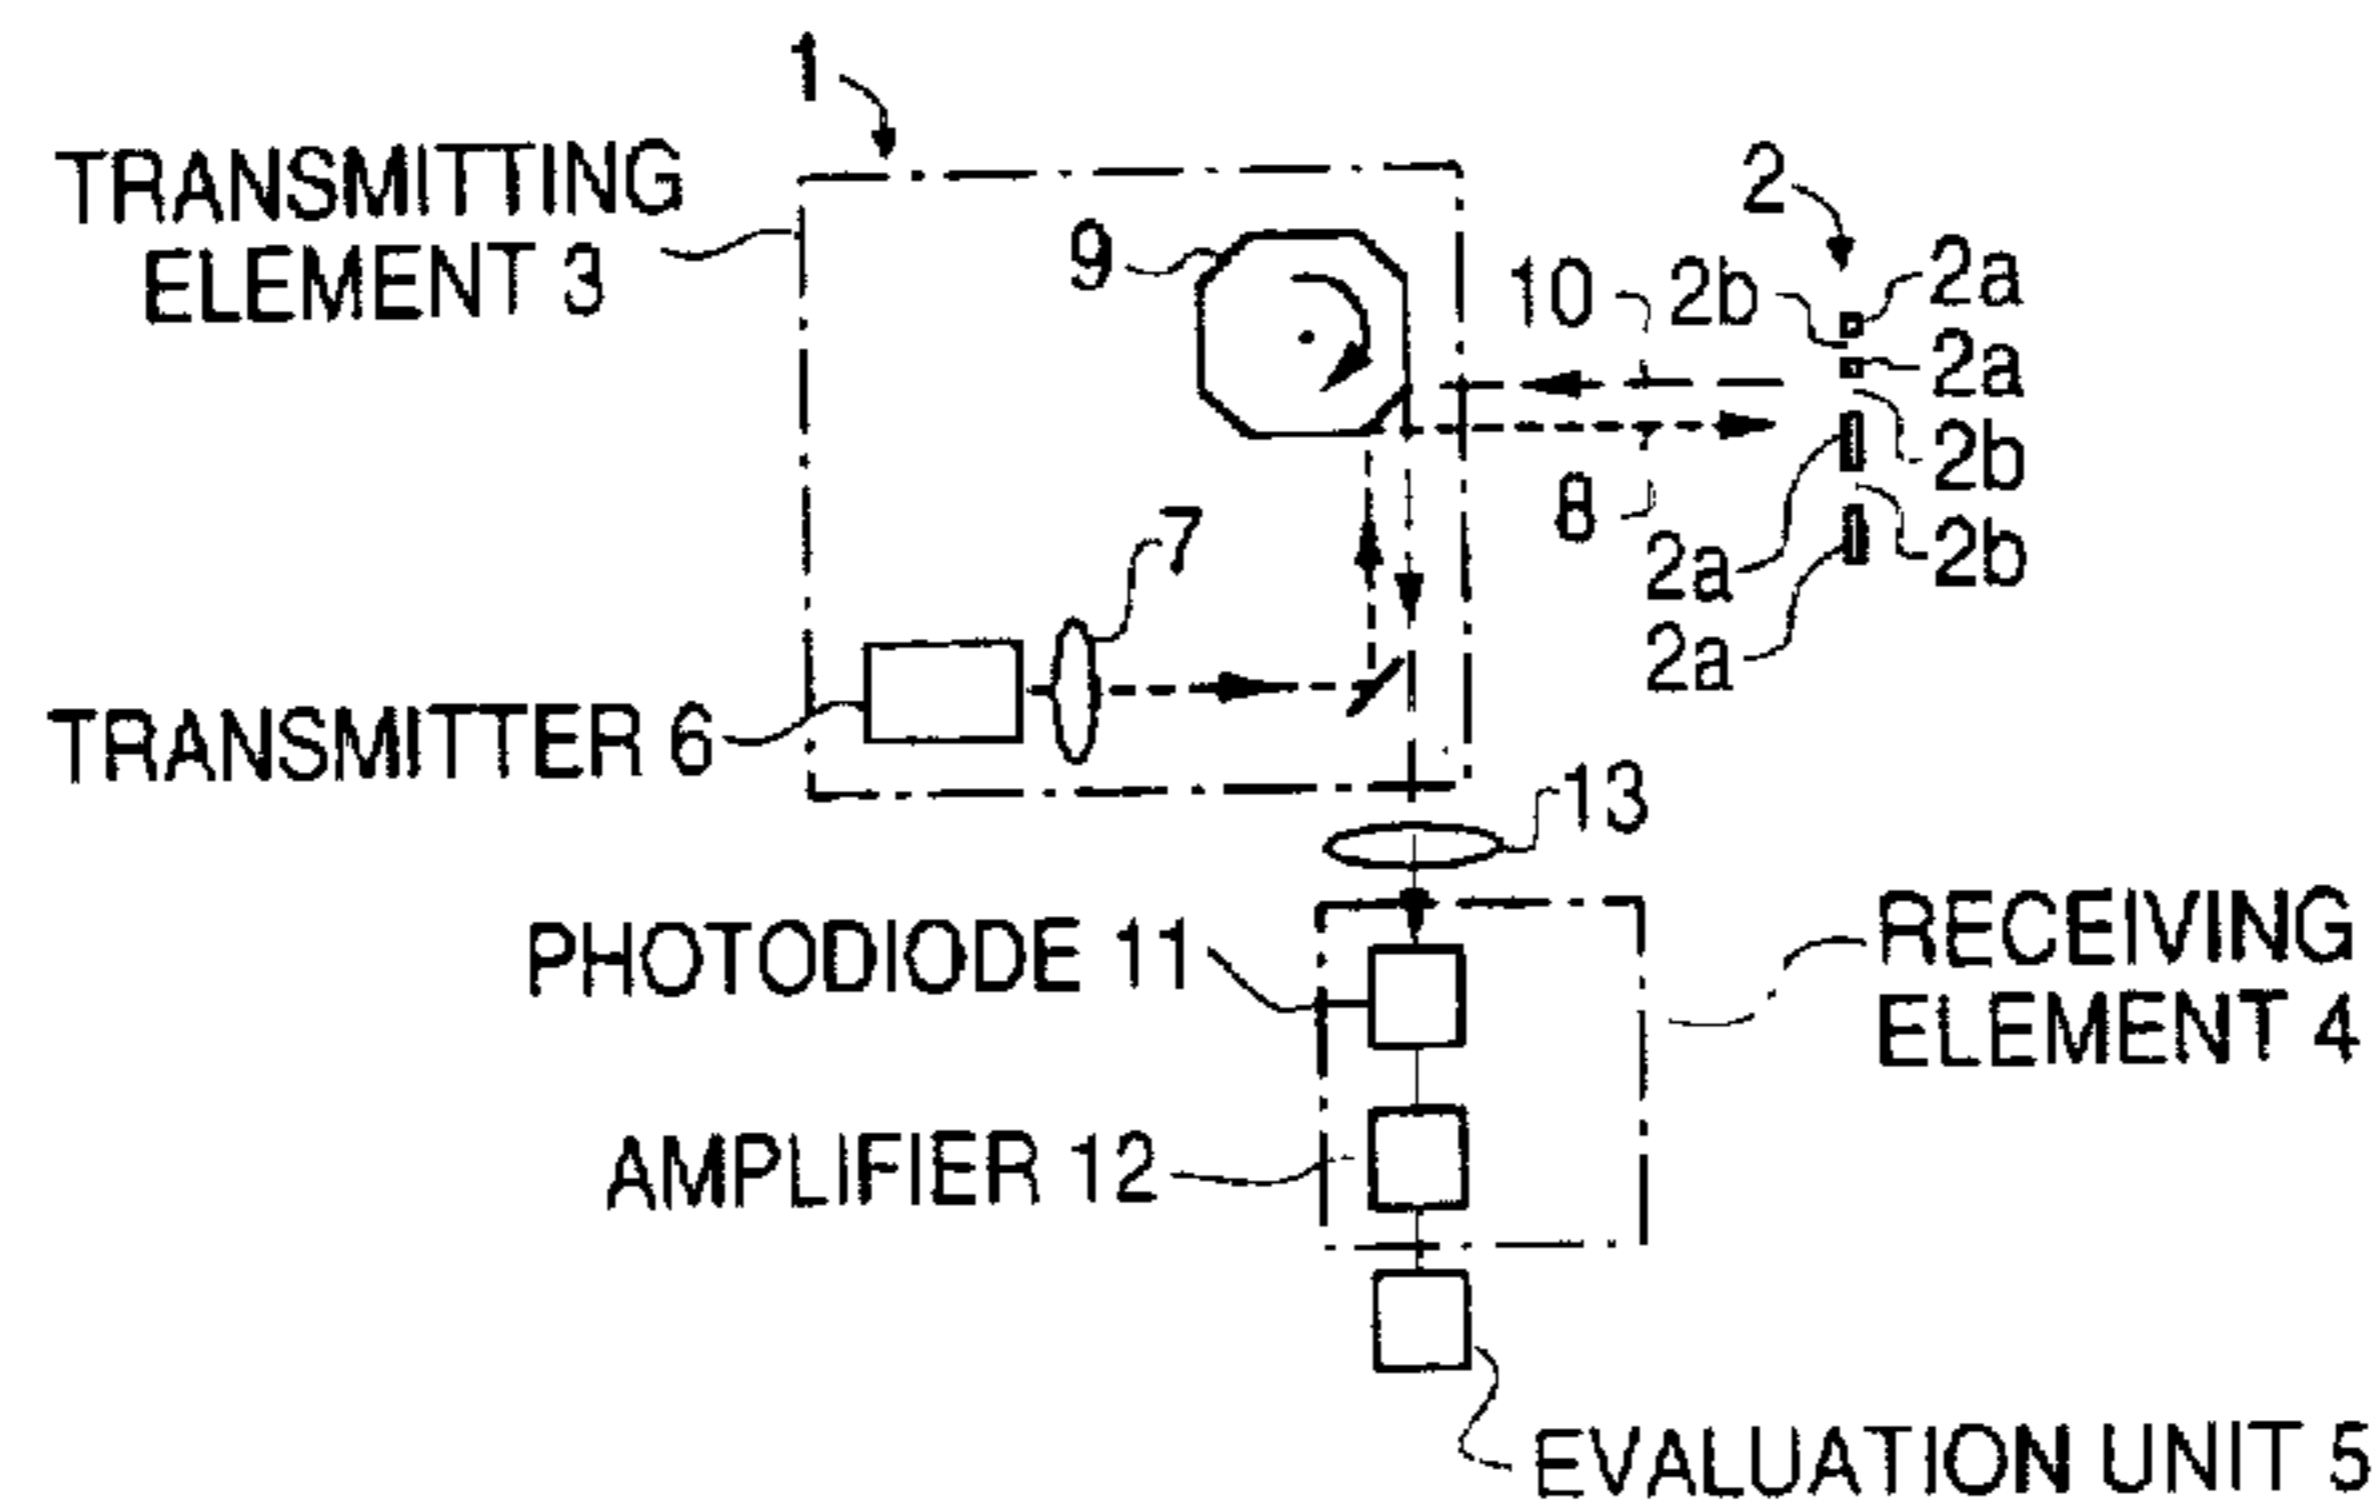 1
TRANSMITTING
ELEMENT 3
2
9
10
2b
2a
2a
2b
8
2a
2b
2a
7
TRANSMITTER 6
13
PHOTODIODE 11
RECEIVING
ELEMENT 4
AMPLIFIER 12
EVALUATION UNIT 5